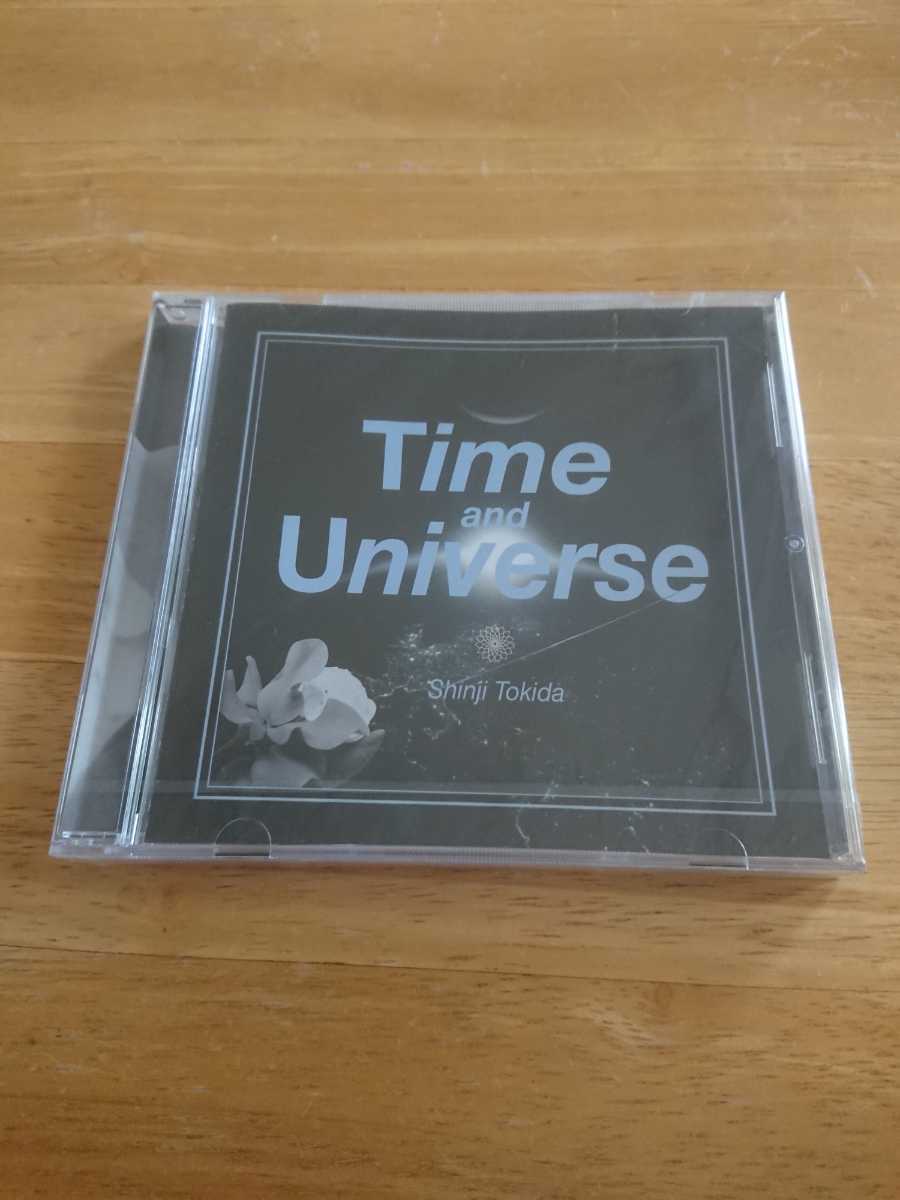 Time
and
Universe
Shinji Tokida